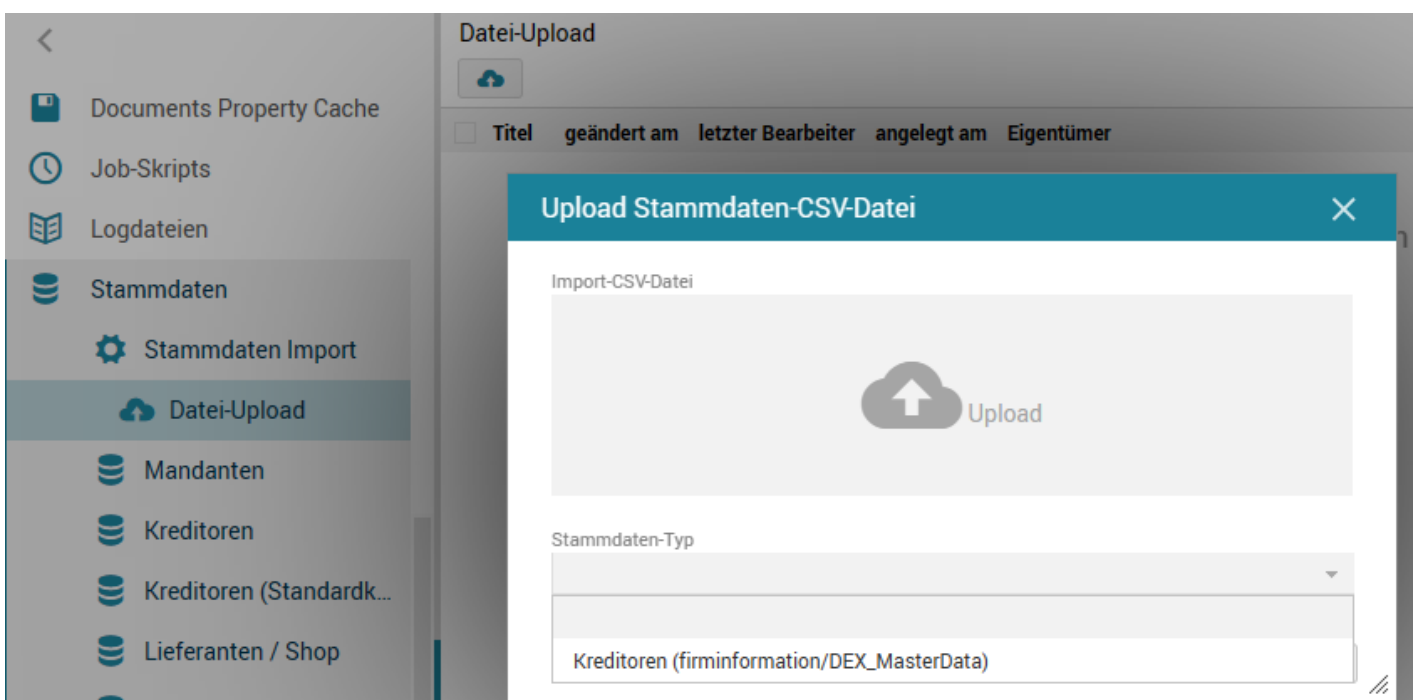 Datei-Upload
Documents Property Cache
Titel geändert am letzter Bearbeiter angelegt am Eigentümer
Job-Skripts
Upload Stammdaten-CSV-Datei
Logdateien
Import-CSV-Datei
Stammdaten
Stammdaten Import
Datei-Upload
Upload
Mandanten
Kreditoren
Stammdaten-Typ
Kreditoren (Standardk...
Lieferanten / Shop
Kreditoren (firminformation/DEX_MasterData)